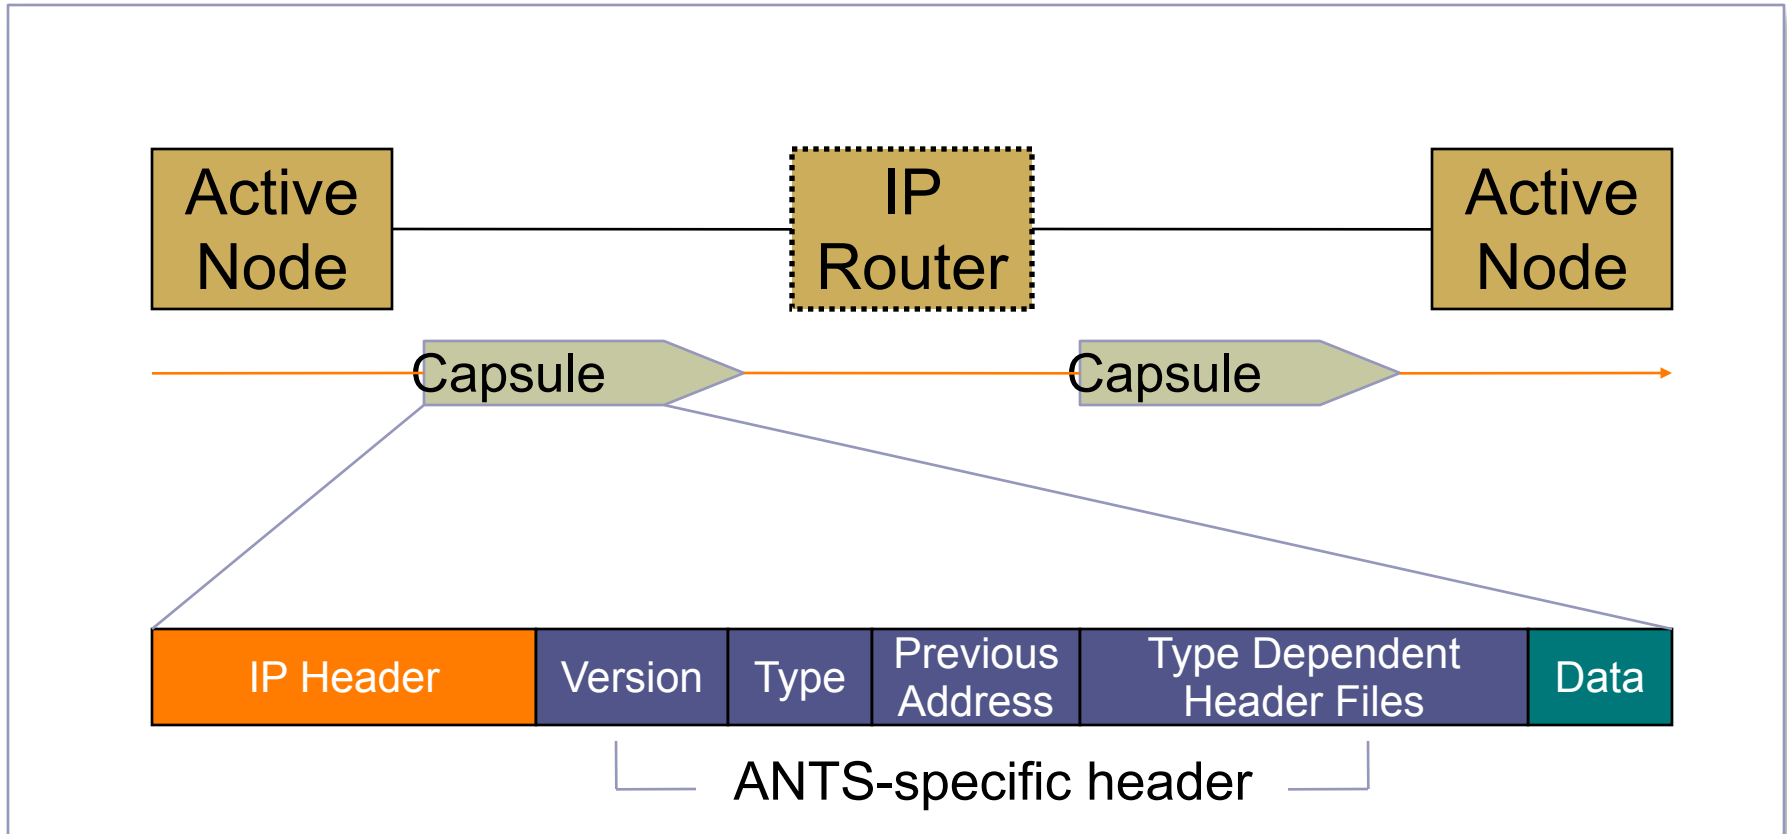 Active
Node
IP
Router
Active
Node
Capsule
Capsule
IP Header
Version
Type
Previous
Address
Type Dependent
Header Files
Data
ANTS-specific header